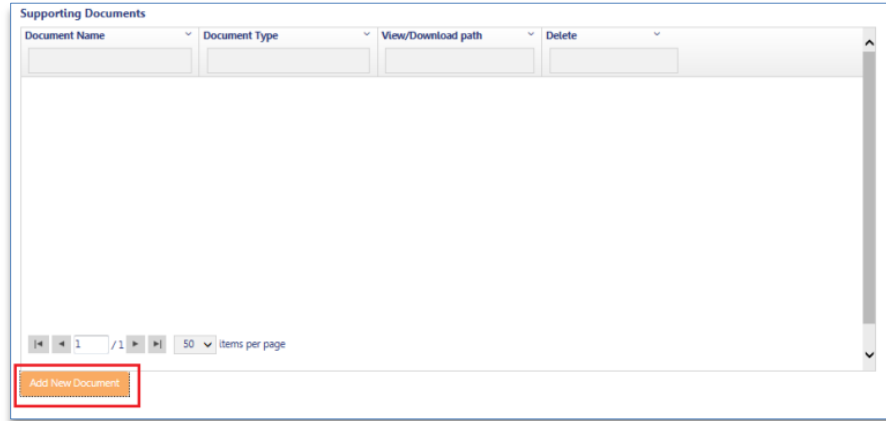 Supporting Documents
Document Name Document Type View/Download path Delete
1 / 1 50 items per page
Add New Document